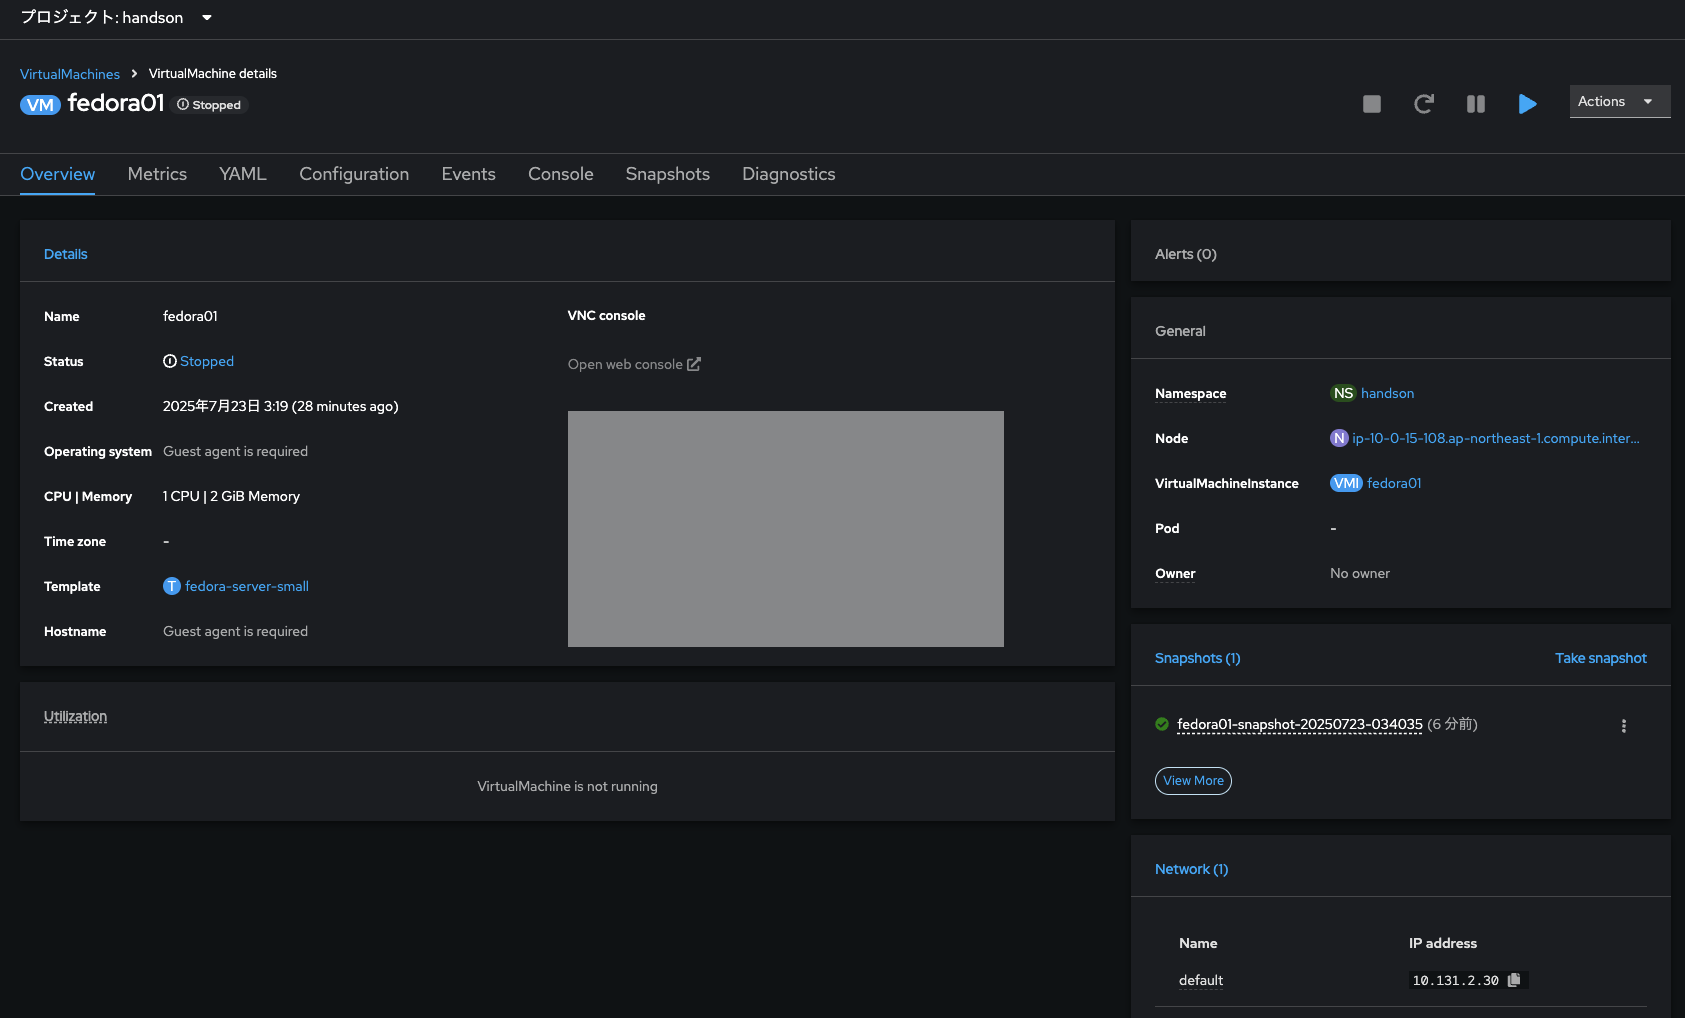 プロジェクト: handson
VirtualMachines > VirtualMachine details
VM fedora01 Stopped
Actions
Overview Metrics YAML Configuration Events Console Snapshots Diagnostics
Details
Name fedora01
Status Stopped
Created 2025年7月23日 3:19 (28 minutes ago)
Operating system Guest agent is required
CPU | Memory 1 CPU | 2 GiB Memory
Time zone -
Template T fedora-server-small
Hostname Guest agent is required
VNC console
Open web console
Utilization
VirtualMachine is not running
Alerts (0)
General
Namespace NS handson
Node N ip-10-0-15-108.ap-northeast-1.compute.inter...
VirtualMachineInstance VMI fedora01
Pod -
Owner No owner
Snapshots (1) Take snapshot
fedora01-snapshot-20250723-034035 (6 分前)
View More
Network (1)
Name IP address
default 10.131.2.30